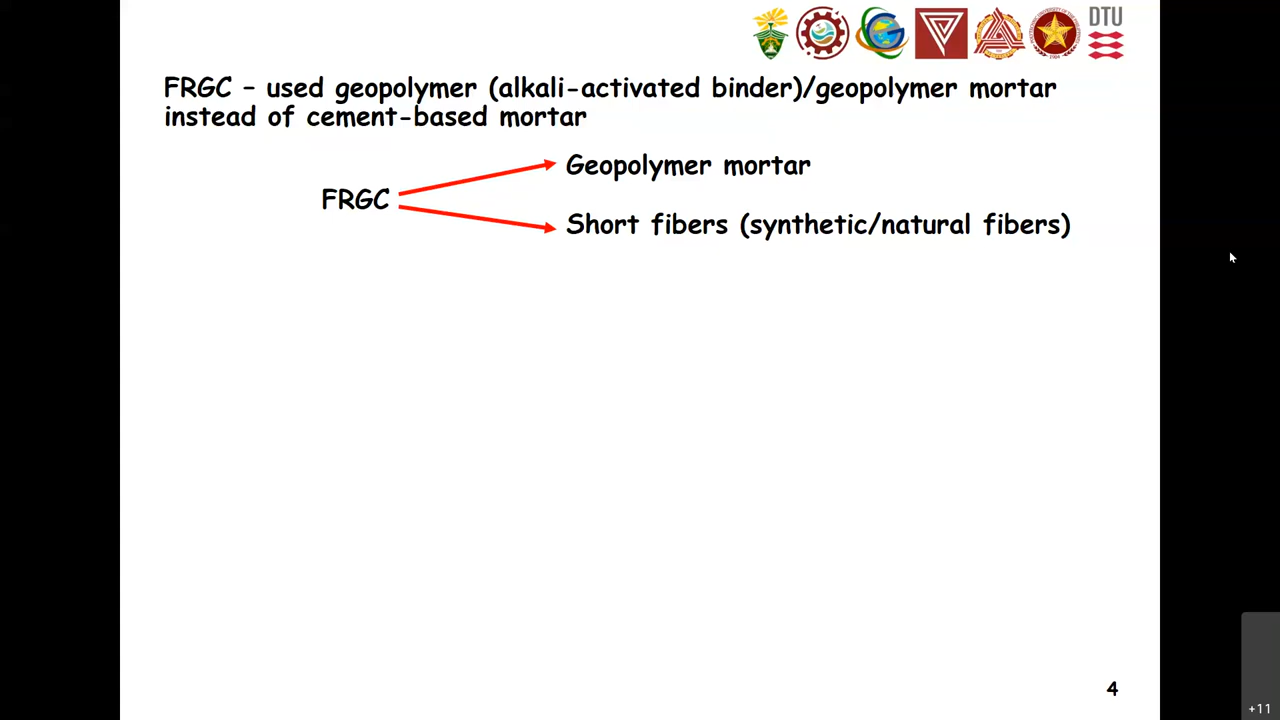 DTU
FRGC – used geopolymer (alkali-activated binder)/geopolymer mortar
instead of cement-based mortar
Geopolymer mortar
FRGC
Short fibers (synthetic/natural fibers)
4
+11